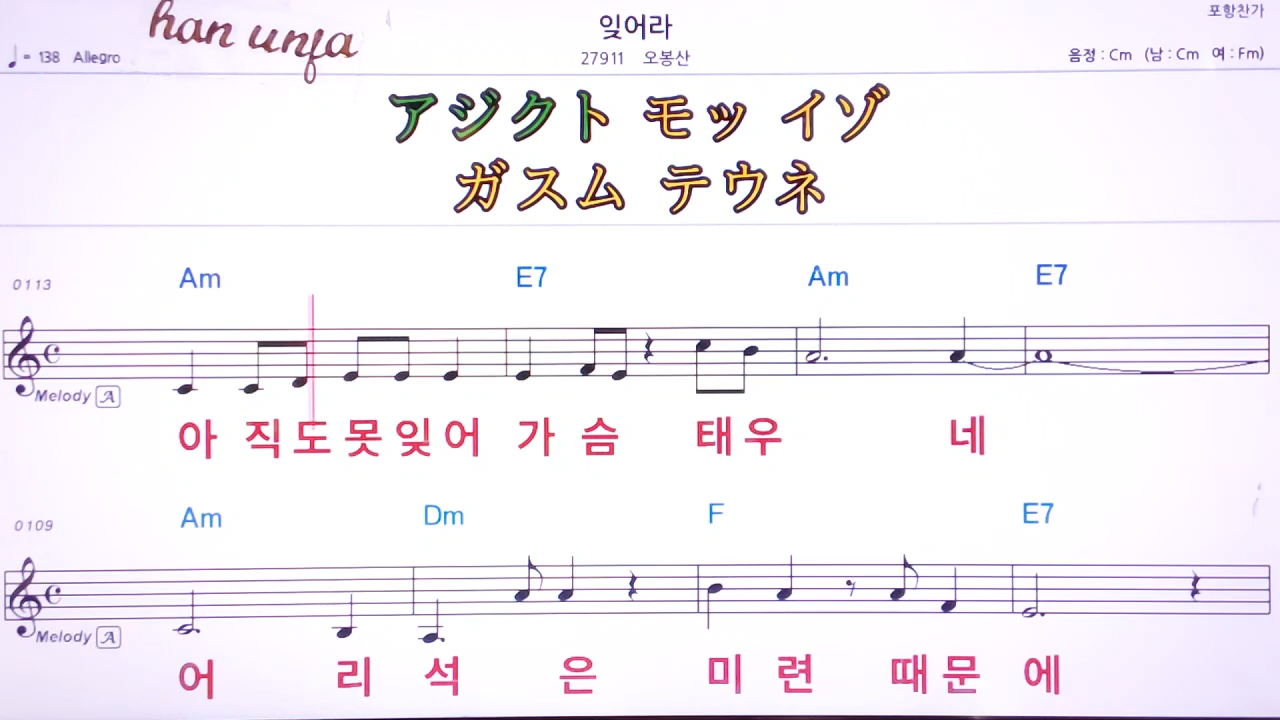 han unfa
잊어라
포항찬가
♩= 138 Allegro
27911 오봉산
음정 : Cm (남 : Cm 여 : Fm)
アジクト モッ イゾ
ガスム テウネ
0113
Am E7 Am E7
Melody A
아 직 도 못 잊 어 가 슴 태 우 네
0109
Am Dm F E7
Melody A
어 리 석 은 미 련 때 문 에